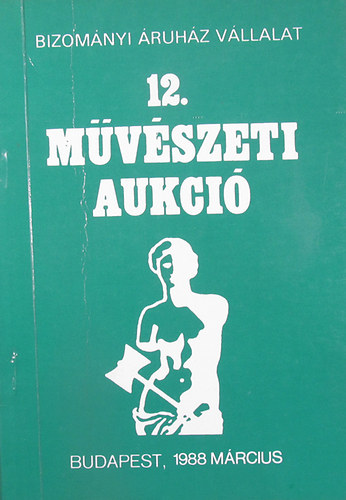 BIZOMÁNYI ÁRUHÁZ VÁLLALAT
12.
MŰVÉSZETI
AUKCIÓ
BUDAPEST, 1988 MÁRCIUS